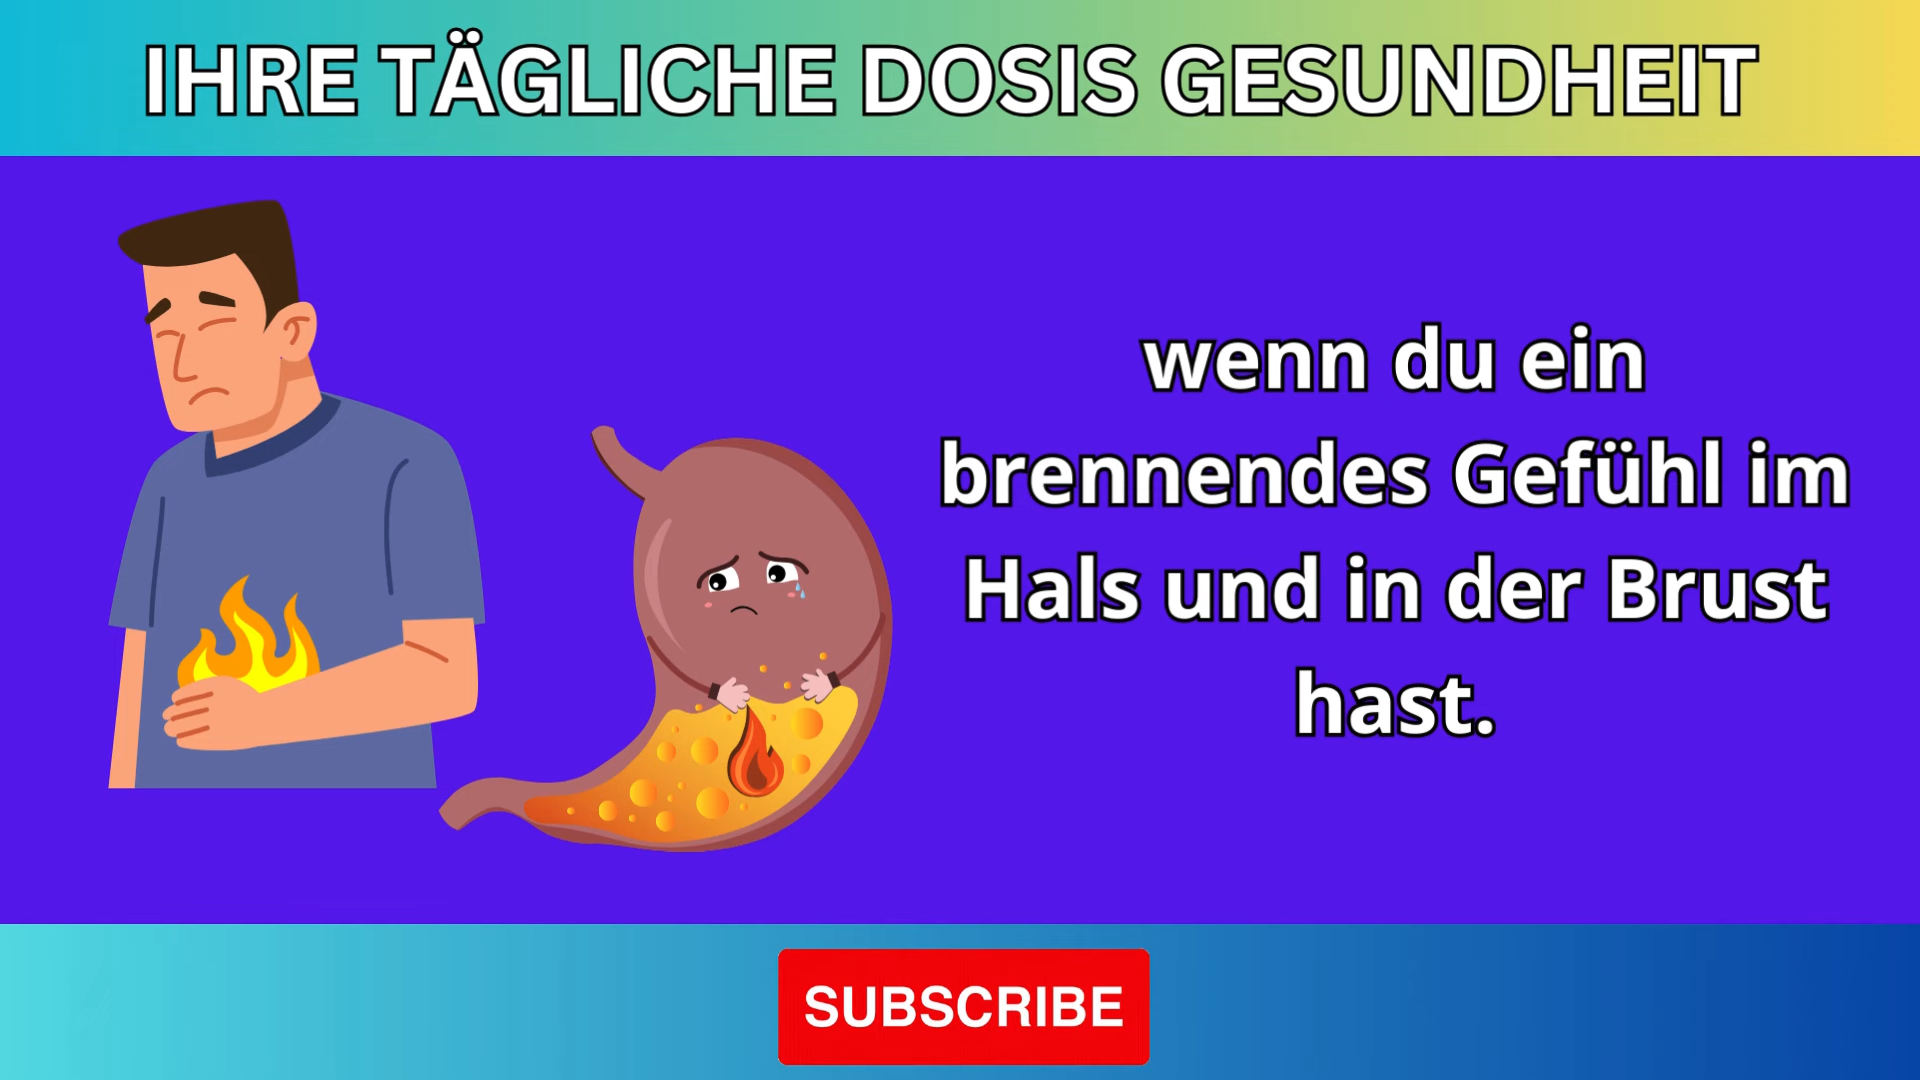 IHRE TÄGLICHE DOSIS GESUNDHEIT
wenn du ein
brennendes Gefühl im
Hals und in der Brust
hast.
SUBSCRIBE